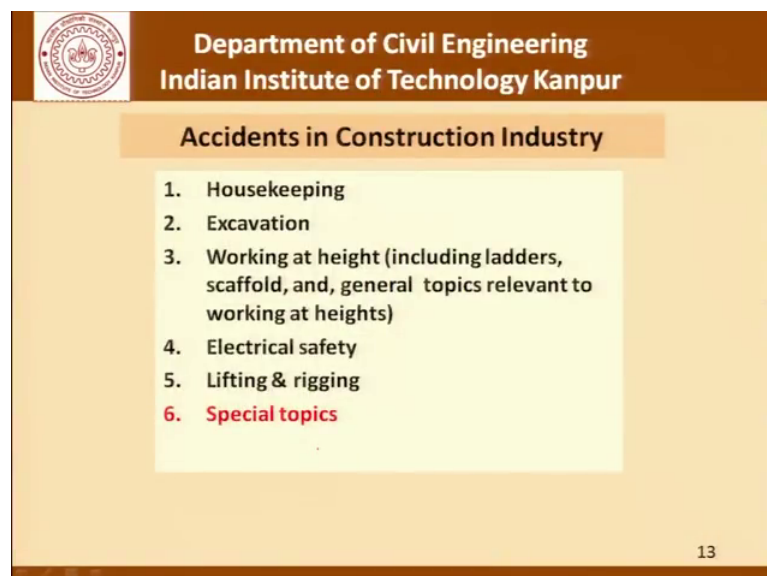 Department of Civil Engineering
Indian Institute of Technology Kanpur
Accidents in Construction Industry
1. Housekeeping
2. Excavation
3. Working at height (including ladders,
scaffold, and, general topics relevant to
working at heights)
4. Electrical safety
5. Lifting & rigging
6. Special topics
13